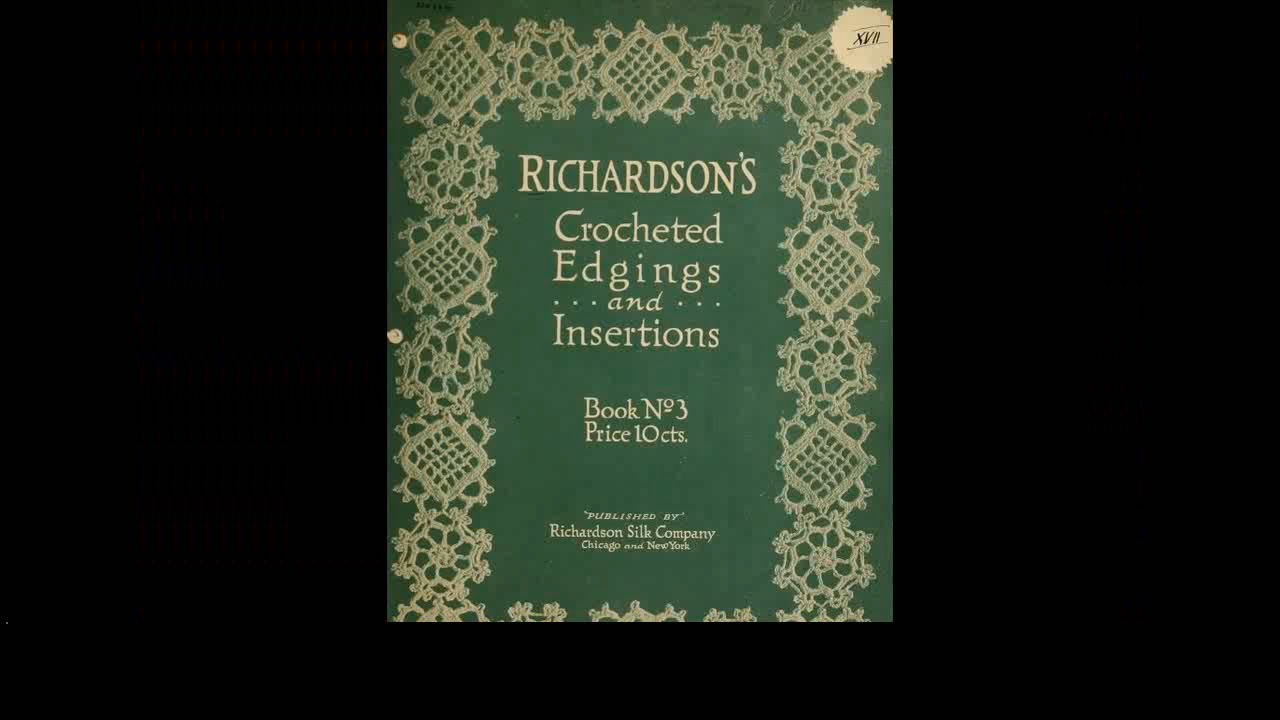 XVII
RICHARDSON'S
Crocheted
Edgings
...and...
Insertions
Book Nº 3
Price 10cts.
"PUBLISHED BY"
Richardson Silk Company
Chicago and New York